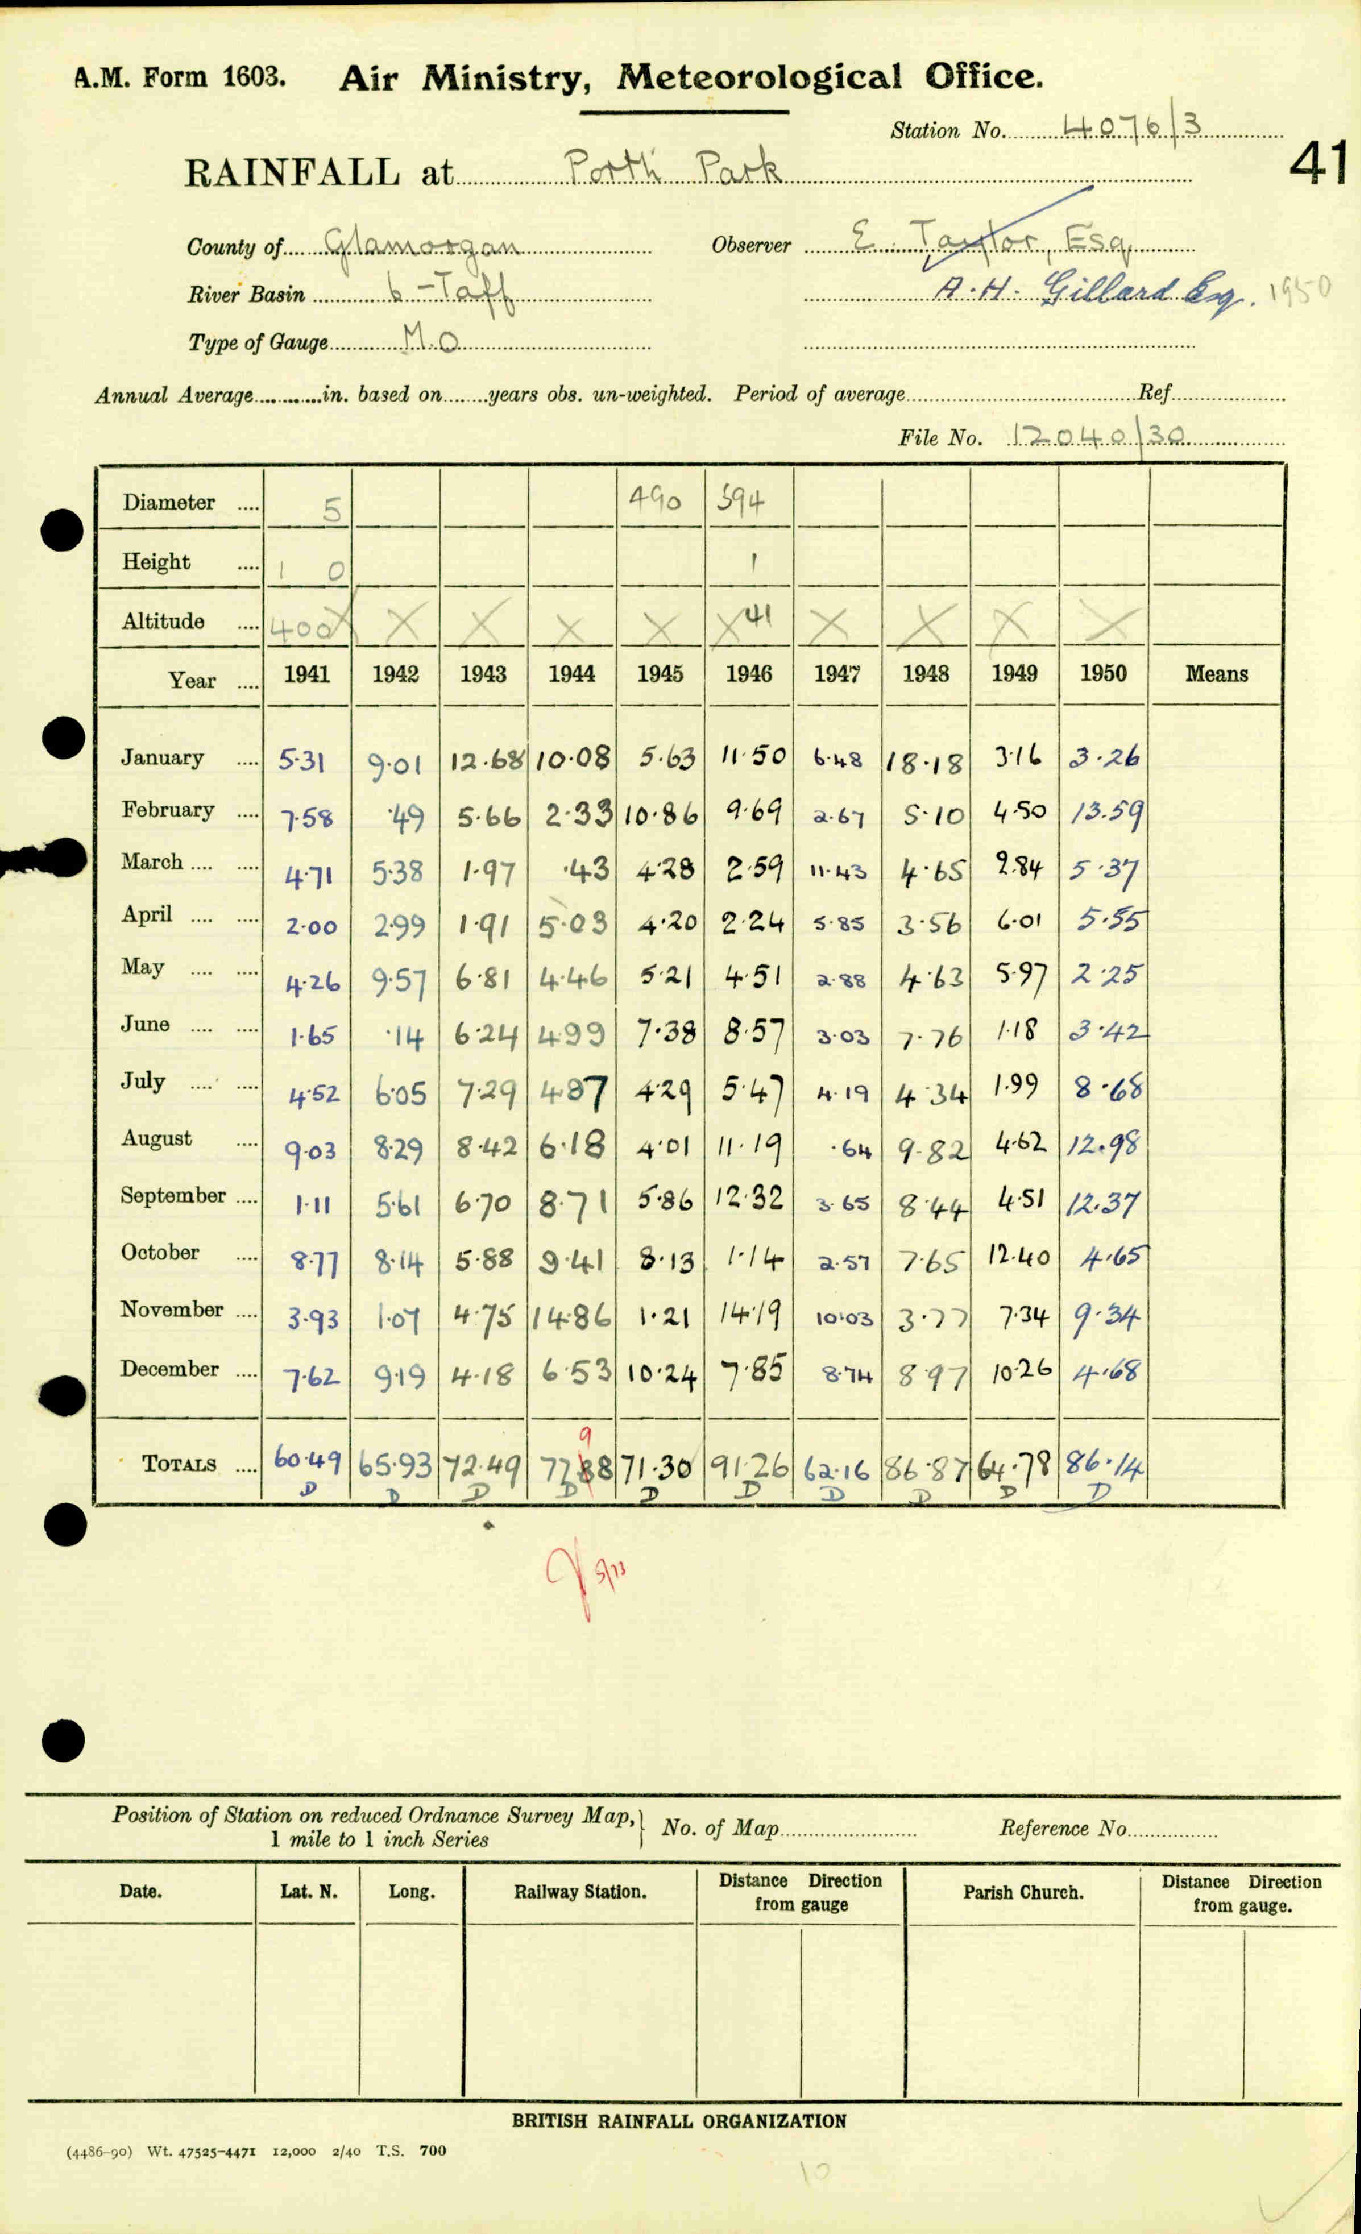 A.M. Form 1603. Air Ministry, Meteorological Office.
Station No. 4076/3
41
RAINFALL at Porth Park
County of Glamorgan Observer E. Taylor, Esq
River Basin 6 - Taff A. H. Gillard Esq. 1950
Type of Gauge M.O
Annual Average in. based on years obs. un-weighted. Period of average Ref
File No. 12040/30
Diameter 5 490 594
Height 1 0 1
Altitude 400 X X X X X X 41 X X X X
Year 1941 1942 1943 1944 1945 1946 1947 1948 1949 1950 Means
January 5.31 9.01 12.68 10.08 5.63 11.50 6.48 18.18 3.16 3.26
February 7.58 .49 5.66 2.33 10.86 9.69 2.67 5.10 4.50 13.59
March 4.71 5.38 1.97 .43 4.28 2.59 11.43 4.65 2.84 5.37
April 2.00 2.99 1.91 5.03 4.20 2.24 5.85 3.56 6.01 5.55
May 4.26 9.57 6.81 4.46 5.21 4.51 2.88 4.63 5.97 2.25
June 1.65 .14 6.24 4.99 7.38 8.57 3.03 7.76 1.18 3.42
July 4.52 6.05 7.29 4.87 4.29 5.47 4.19 4.34 1.99 8.68
August 9.03 8.29 8.42 6.18 4.01 11.19 .64 9.82 4.62 12.98
September 1.11 5.61 6.70 8.71 5.86 12.32 3.65 8.44 4.51 12.37
October 8.77 8.14 5.88 9.41 8.13 1.14 2.57 7.65 12.40 4.65
November 3.93 1.07 4.75 14.86 1.21 14.19 10.03 3.77 7.34 9.34
December 7.62 9.19 4.18 6.53 10.24 7.85 8.74 8.97 10.26 4.68
9
TOTALS 60.49 65.93 72.49 77.88 71.30 91.26 62.16 86.87 64.78 86.14
D D D D D D D D D D
5/73
Position of Station on reduced Ordnance Survey Map, 1 mile to 1 inch Series No. of Map Reference No.
Date. Lat. N. Long. Railway Station. Distance Direction from gauge Parish Church. Distance Direction from gauge.
BRITISH RAINFALL ORGANIZATION
(4486-90) Wt. 47525-4471 12,000 2/40 T.S. 700
10